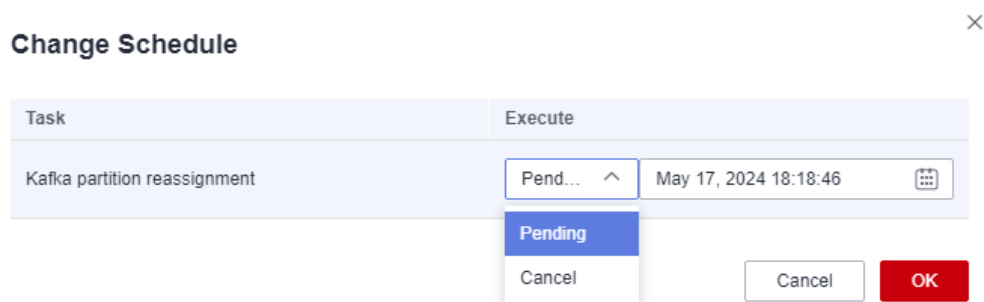 Change Schedule
Task Execute
Kafka partition reassignment Pend... May 17, 2024 18:18:46
Pending
Cancel
Cancel OK